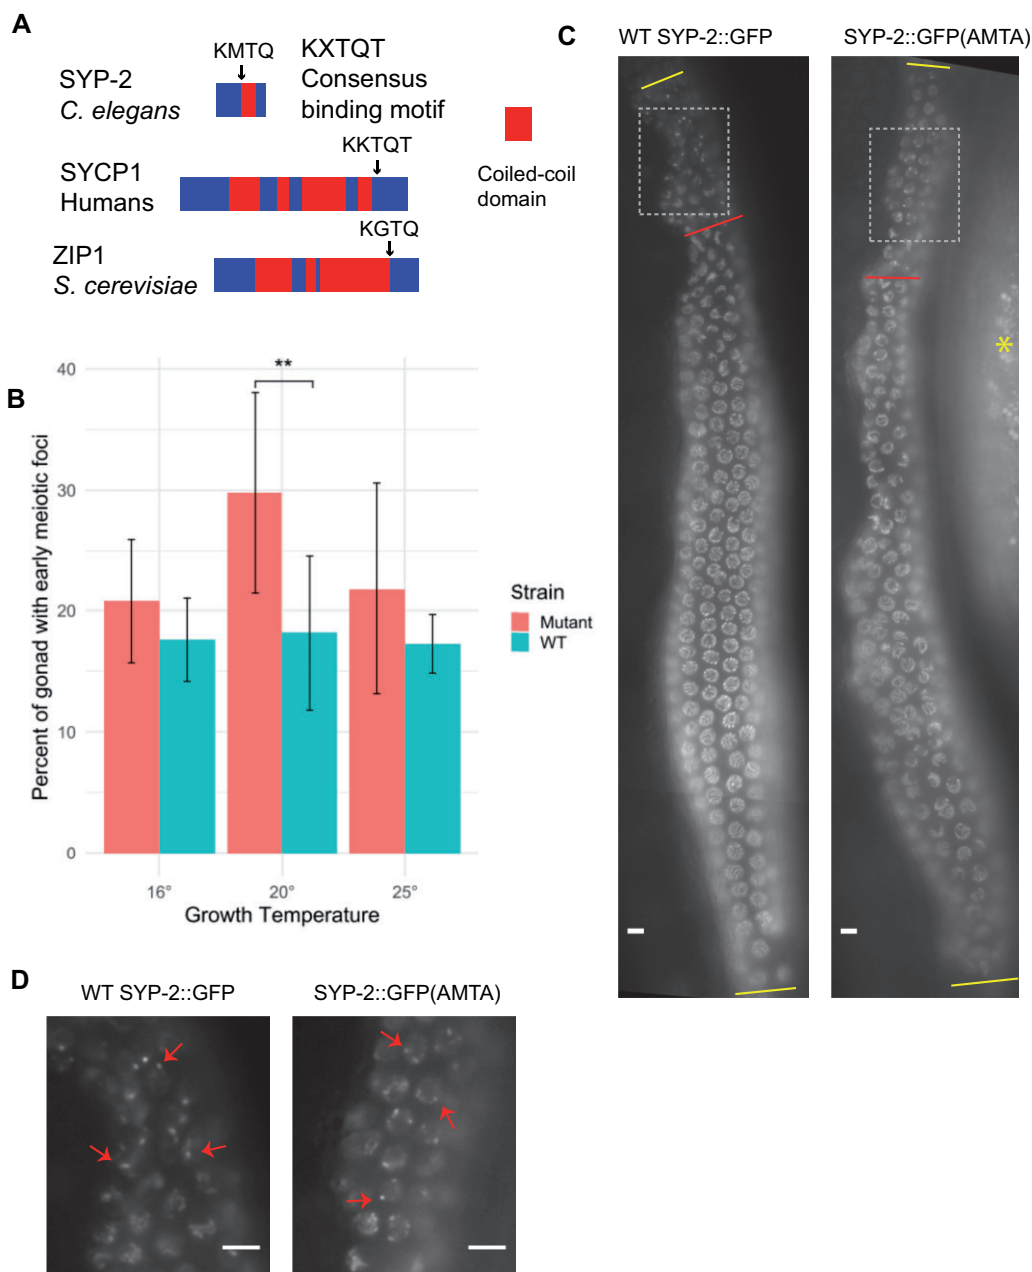 A
KMTQ
SYP-2
C. elegans
KXTQT
Consensus
binding motif
KKTQT
SYCP1
Humans
Coiled-coil
domain
KGTQ
ZIP1
S. cerevisiae
B
**
40
30
20
10
0
Percent of gonad with early meiotic foci
16°
20°
25°
Growth Temperature
Strain
Mutant
WT
C
WT SYP-2::GFP
SYP-2::GFP(AMTA)
*
D
WT SYP-2::GFP
SYP-2::GFP(AMTA)